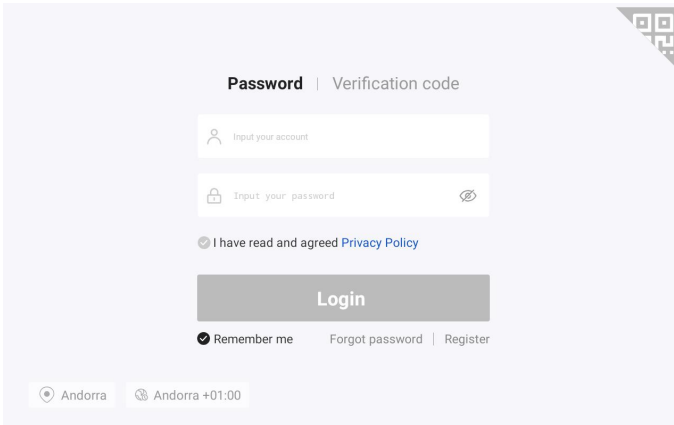 Password | Verification code
Input your account
Input your password
I have read and agreed Privacy Policy
Login
Remember me
Forgot password | Register
Andorra
Andorra +01:00